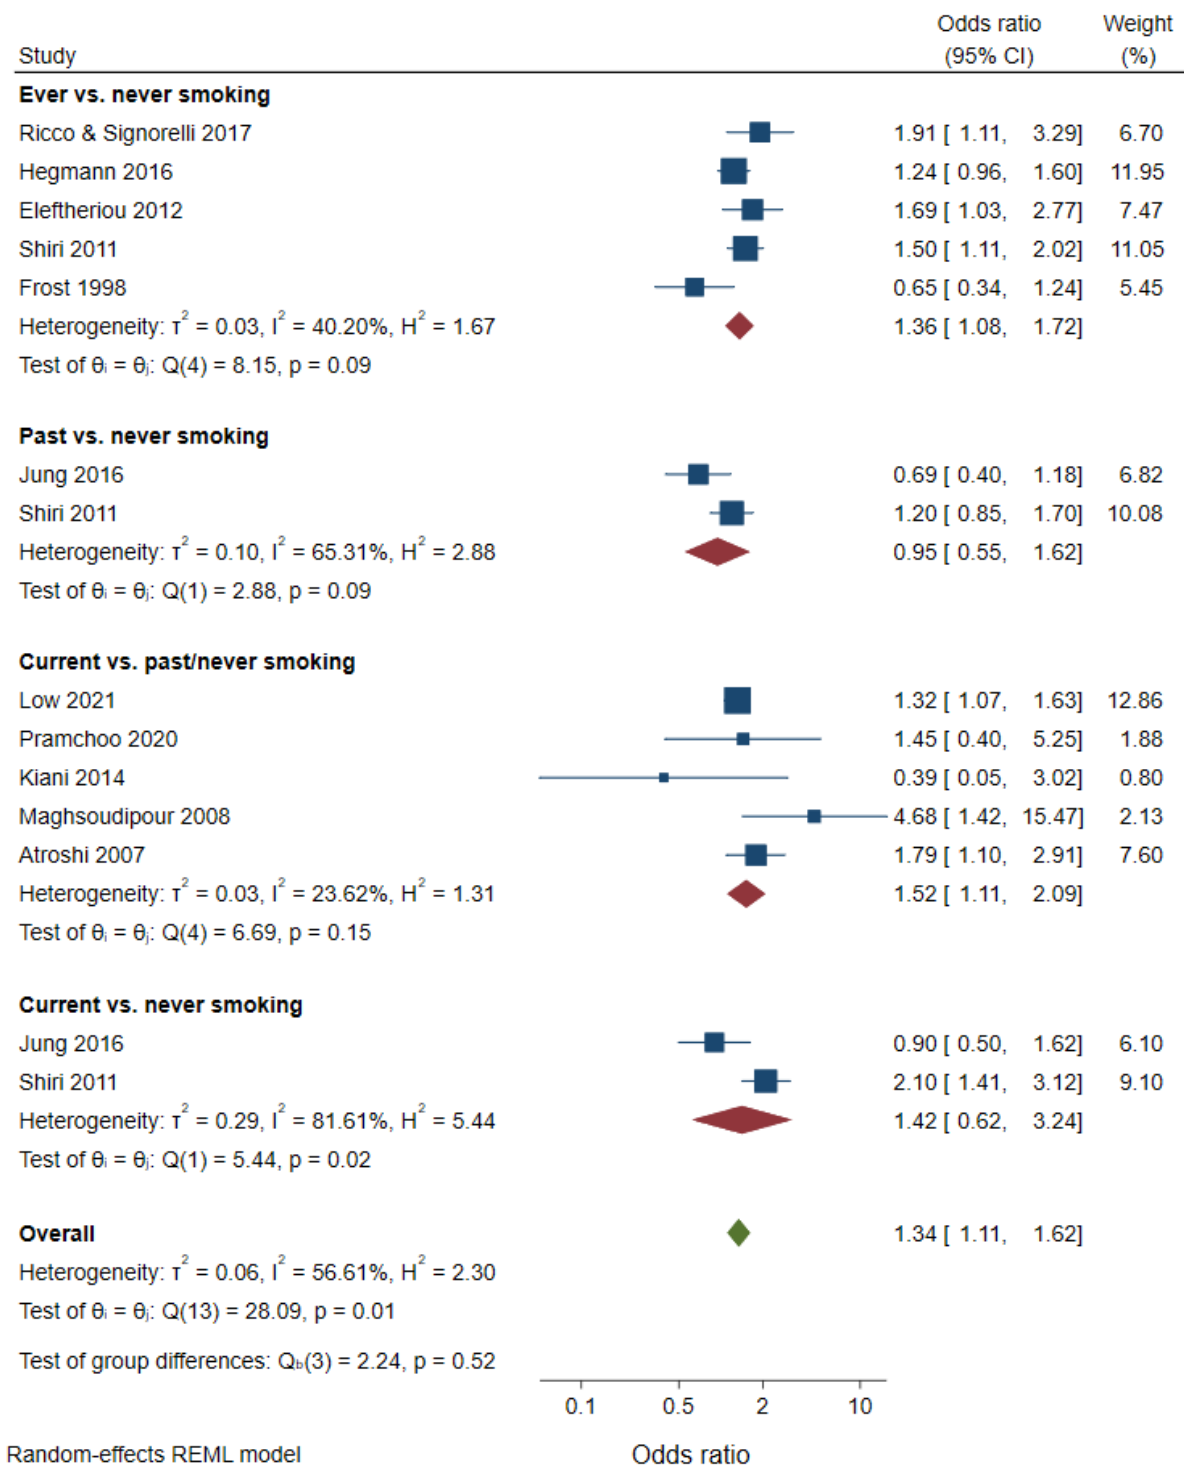 Odds ratio Weight
Study (95% CI) (%)
Ever vs. never smoking
Ricco & Signorelli 2017 1.91 [ 1.11, 3.29] 6.70
Hegmann 2016 1.24 [ 0.96, 1.60] 11.95
Eleftheriou 2012 1.69 [ 1.03, 2.77] 7.47
Shiri 2011 1.50 [ 1.11, 2.02] 11.05
Frost 1998 0.65 [ 0.34, 1.24] 5.45
Heterogeneity: τ² = 0.03, I² = 40.20%, H² = 1.67 1.36 [ 1.08, 1.72]
Test of θᵢ = θⱼ: Q(4) = 8.15, p = 0.09
Past vs. never smoking
Jung 2016 0.69 [ 0.40, 1.18] 6.82
Shiri 2011 1.20 [ 0.85, 1.70] 10.08
Heterogeneity: τ² = 0.10, I² = 65.31%, H² = 2.88 0.95 [ 0.55, 1.62]
Test of θᵢ = θⱼ: Q(1) = 2.88, p = 0.09
Current vs. past/never smoking
Low 2021 1.32 [ 1.07, 1.63] 12.86
Pramchoo 2020 1.45 [ 0.40, 5.25] 1.88
Kiani 2014 0.39 [ 0.05, 3.02] 0.80
Maghsoudipour 2008 4.68 [ 1.42, 15.47] 2.13
Atroshi 2007 1.79 [ 1.10, 2.91] 7.60
Heterogeneity: τ² = 0.03, I² = 23.62%, H² = 1.31 1.52 [ 1.11, 2.09]
Test of θᵢ = θⱼ: Q(4) = 6.69, p = 0.15
Current vs. never smoking
Jung 2016 0.90 [ 0.50, 1.62] 6.10
Shiri 2011 2.10 [ 1.41, 3.12] 9.10
Heterogeneity: τ² = 0.29, I² = 81.61%, H² = 5.44 1.42 [ 0.62, 3.24]
Test of θᵢ = θⱼ: Q(1) = 5.44, p = 0.02
Overall 1.34 [ 1.11, 1.62]
Heterogeneity: τ² = 0.06, I² = 56.61%, H² = 2.30
Test of θᵢ = θⱼ: Q(13) = 28.09, p = 0.01
Test of group differences: Q_b(3) = 2.24, p = 0.52
0.1 0.5 2 10
Random-effects REML model Odds ratio